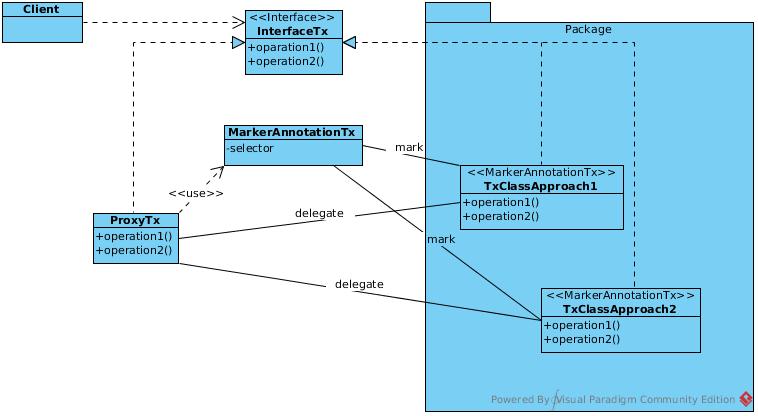 Client
<<Interface>>
InterfaceTx
+oparation1()
+operation2()
Package
MarkerAnnotationTx
-selector
mark
<<MarkerAnnotationTx>>
TxClassApproach1
+operation1()
+operation2()
<<use>>
ProxyTx
+operation1()
+operation2()
delegate
mark
delegate
<<MarkerAnnotationTx>>
TxClassApproach2
+operation1()
+operation2()
Powered By Visual Paradigm Community Edition